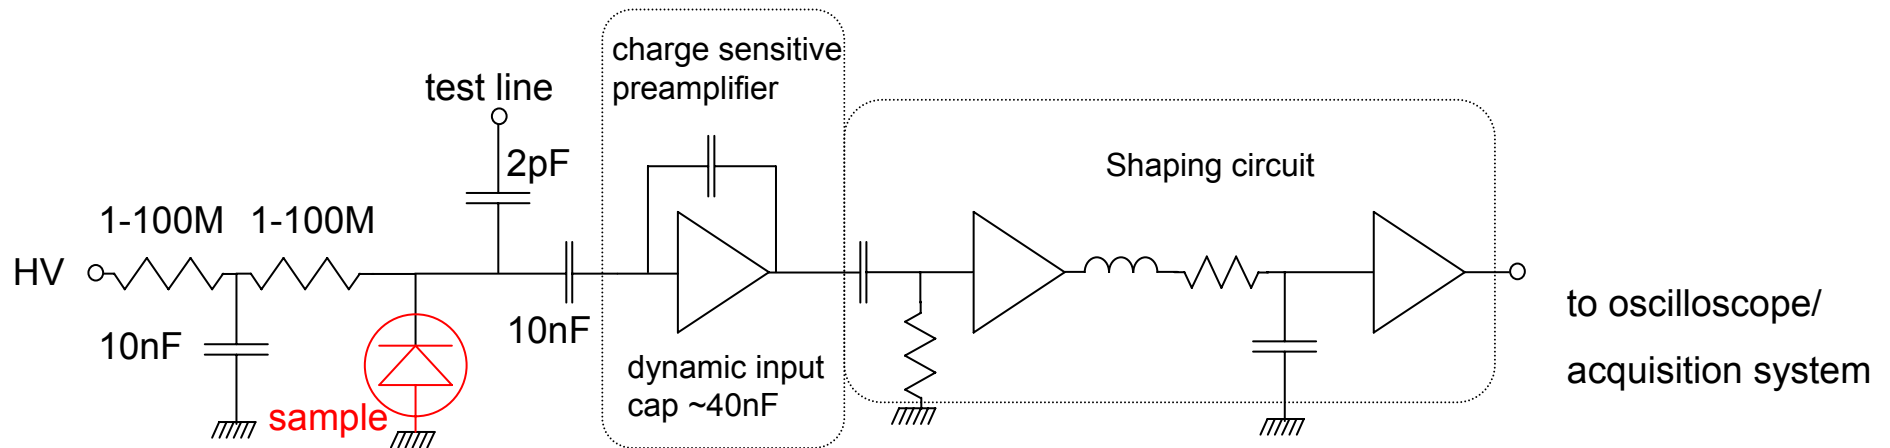 charge sensitive
preamplifier
test line
2pF
Shaping circuit
1-100M 1-100M
HV
10nF
10nF
sample
dynamic input
cap ~40nF
to oscilloscope/
acquisition system